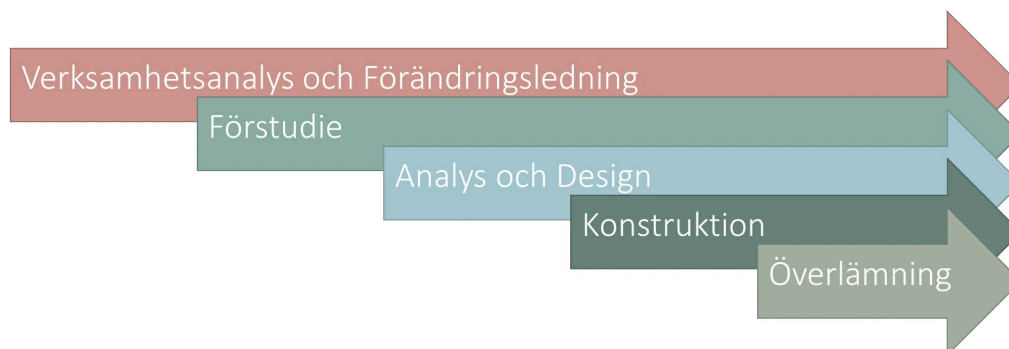 Verksamhetsanalys och Förändringsledning
Förstudie
Analys och Design
Konstruktion
Överlämning